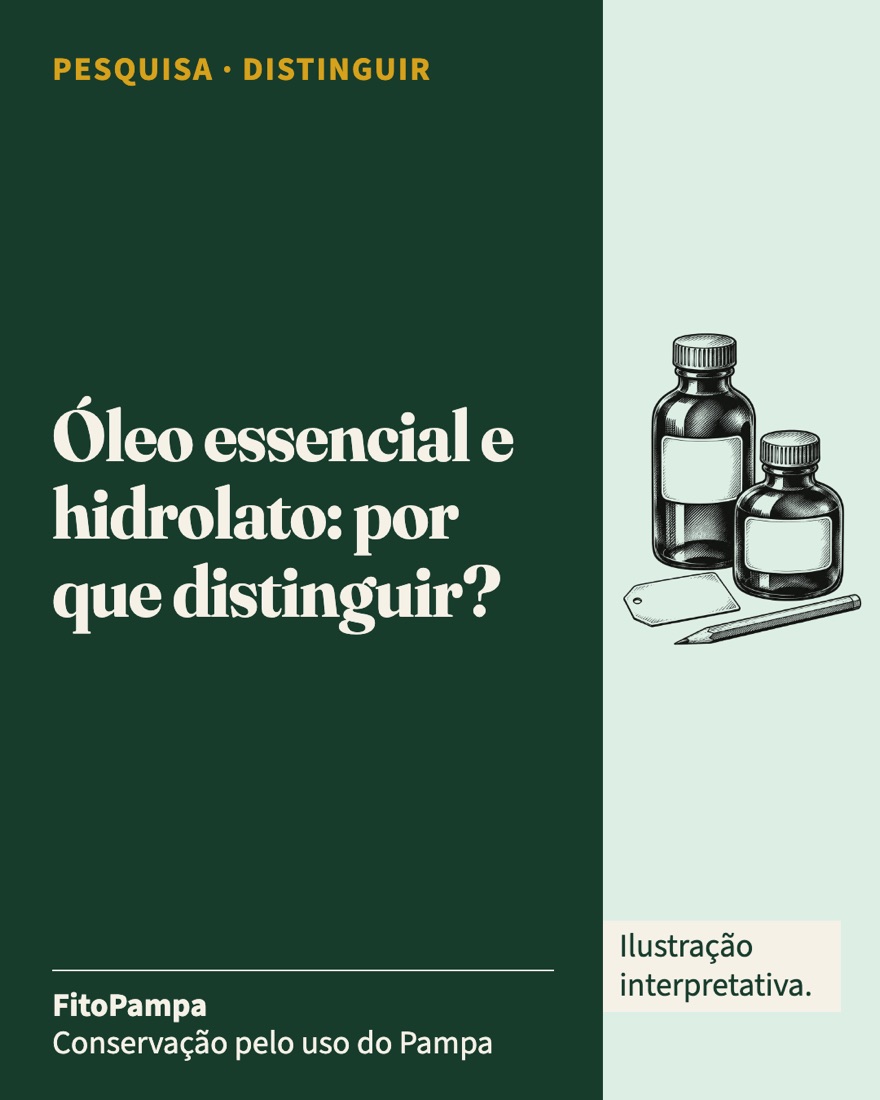 PESQUISA · DISTINGUIR
Óleo essencial e
hidrolato: por
que distinguir?
Ilustração
interpretativa.
FitoPampa
Conservação pelo uso do Pampa